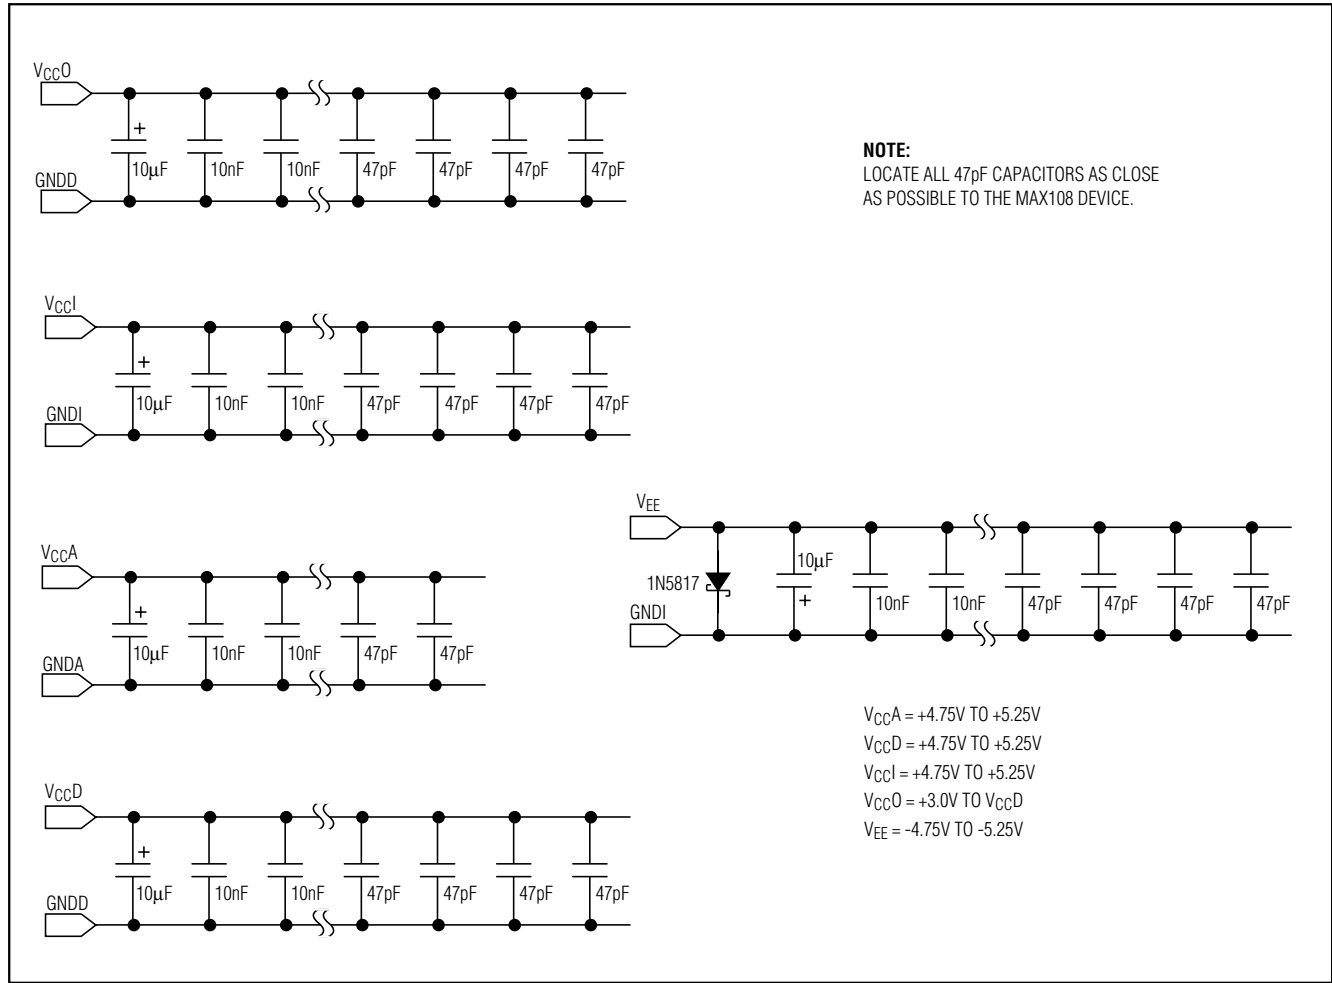 VCCO
+
10μF 10nF 10nF 47pF 47pF 47pF 47pF
GNDD
NOTE:
LOCATE ALL 47pF CAPACITORS AS CLOSE
AS POSSIBLE TO THE MAX108 DEVICE.
VCCI
+
10μF 10nF 10nF 47pF 47pF 47pF 47pF
GNDI
VCCA
+
10μF 10nF 10nF 47pF 47pF
GNDA
VEE
10μF
1N5817
+
10nF 10nF 47pF 47pF 47pF 47pF
GNDI
VCCD
+
10μF 10nF 10nF 47pF 47pF 47pF 47pF
GNDD
VCCA = +4.75V TO +5.25V
VCCD = +4.75V TO +5.25V
VCCI = +4.75V TO +5.25V
VCCO = +3.0V TO VCCD
VEE = -4.75V TO -5.25V